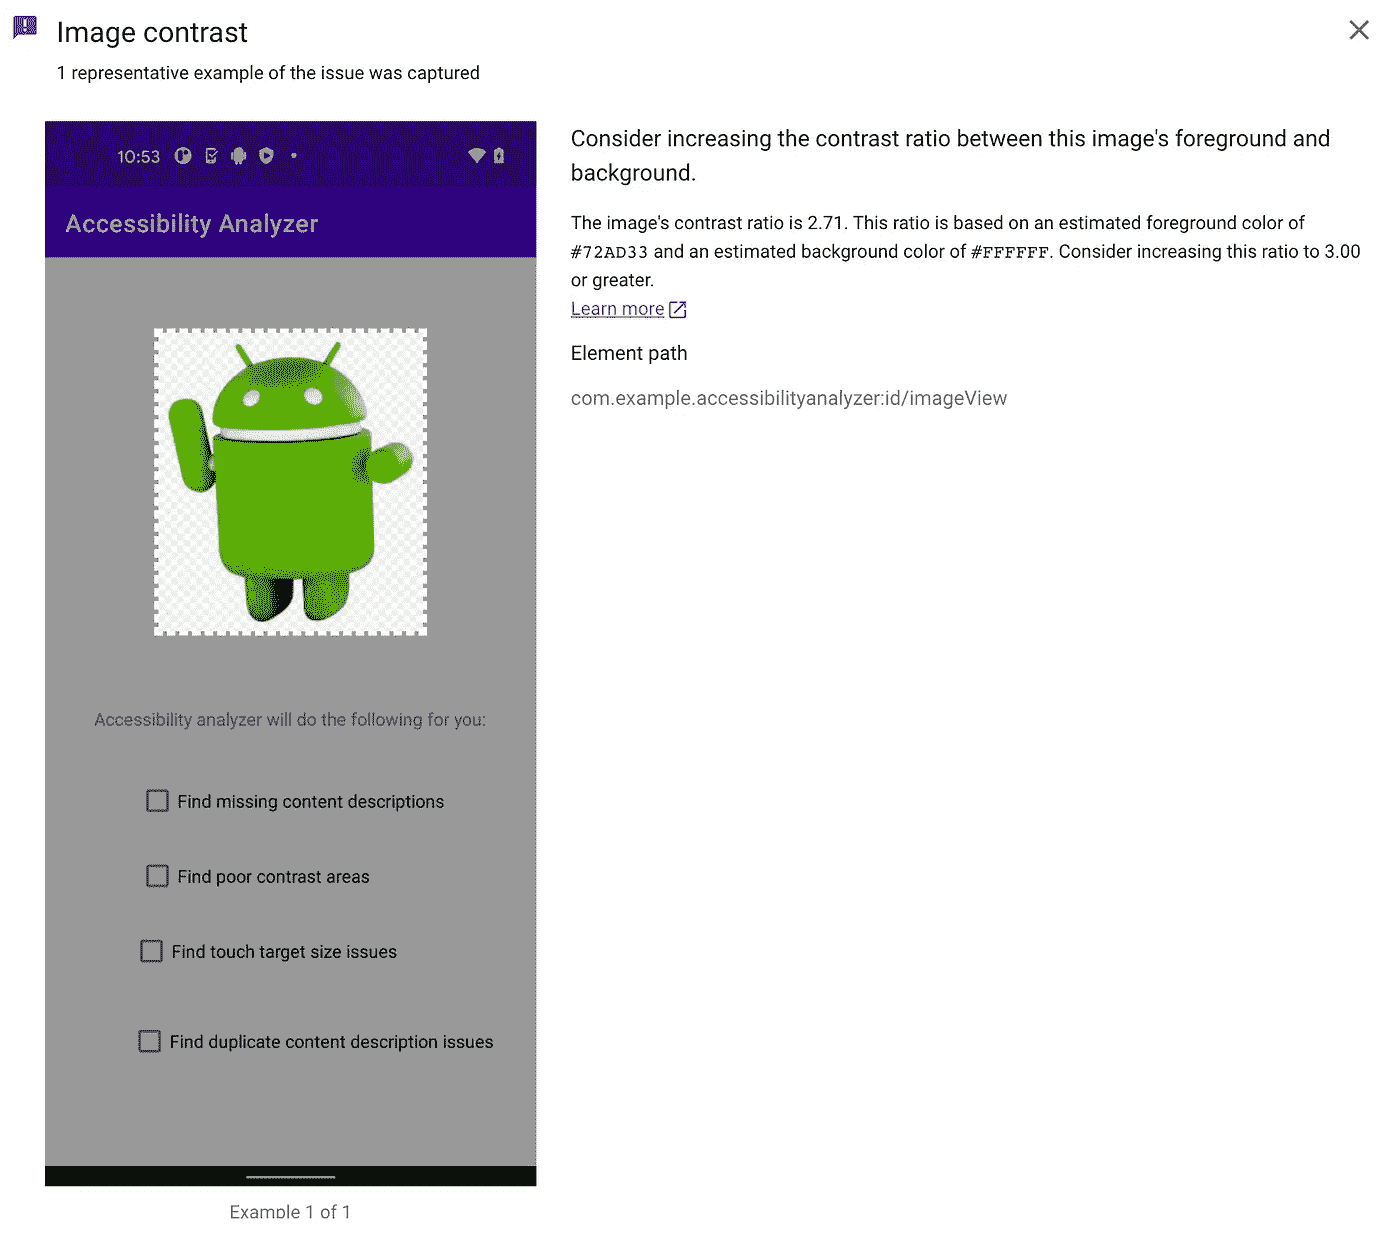 Image contrast
1 representative example of the issue was captured
10:53
Accessibility Analyzer
Accessibility analyzer will do the following for you:
Find missing content descriptions
Find poor contrast areas
Find touch target size issues
Find duplicate content description issues
Example 1 of 1
Consider increasing the contrast ratio between this image's foreground and
background.
The image's contrast ratio is 2.71. This ratio is based on an estimated foreground color of
#72AD33 and an estimated background color of #FFFFFF. Consider increasing this ratio to 3.00
or greater.
Learn more
Element path
com.example.accessibilityanalyzer:id/imageView